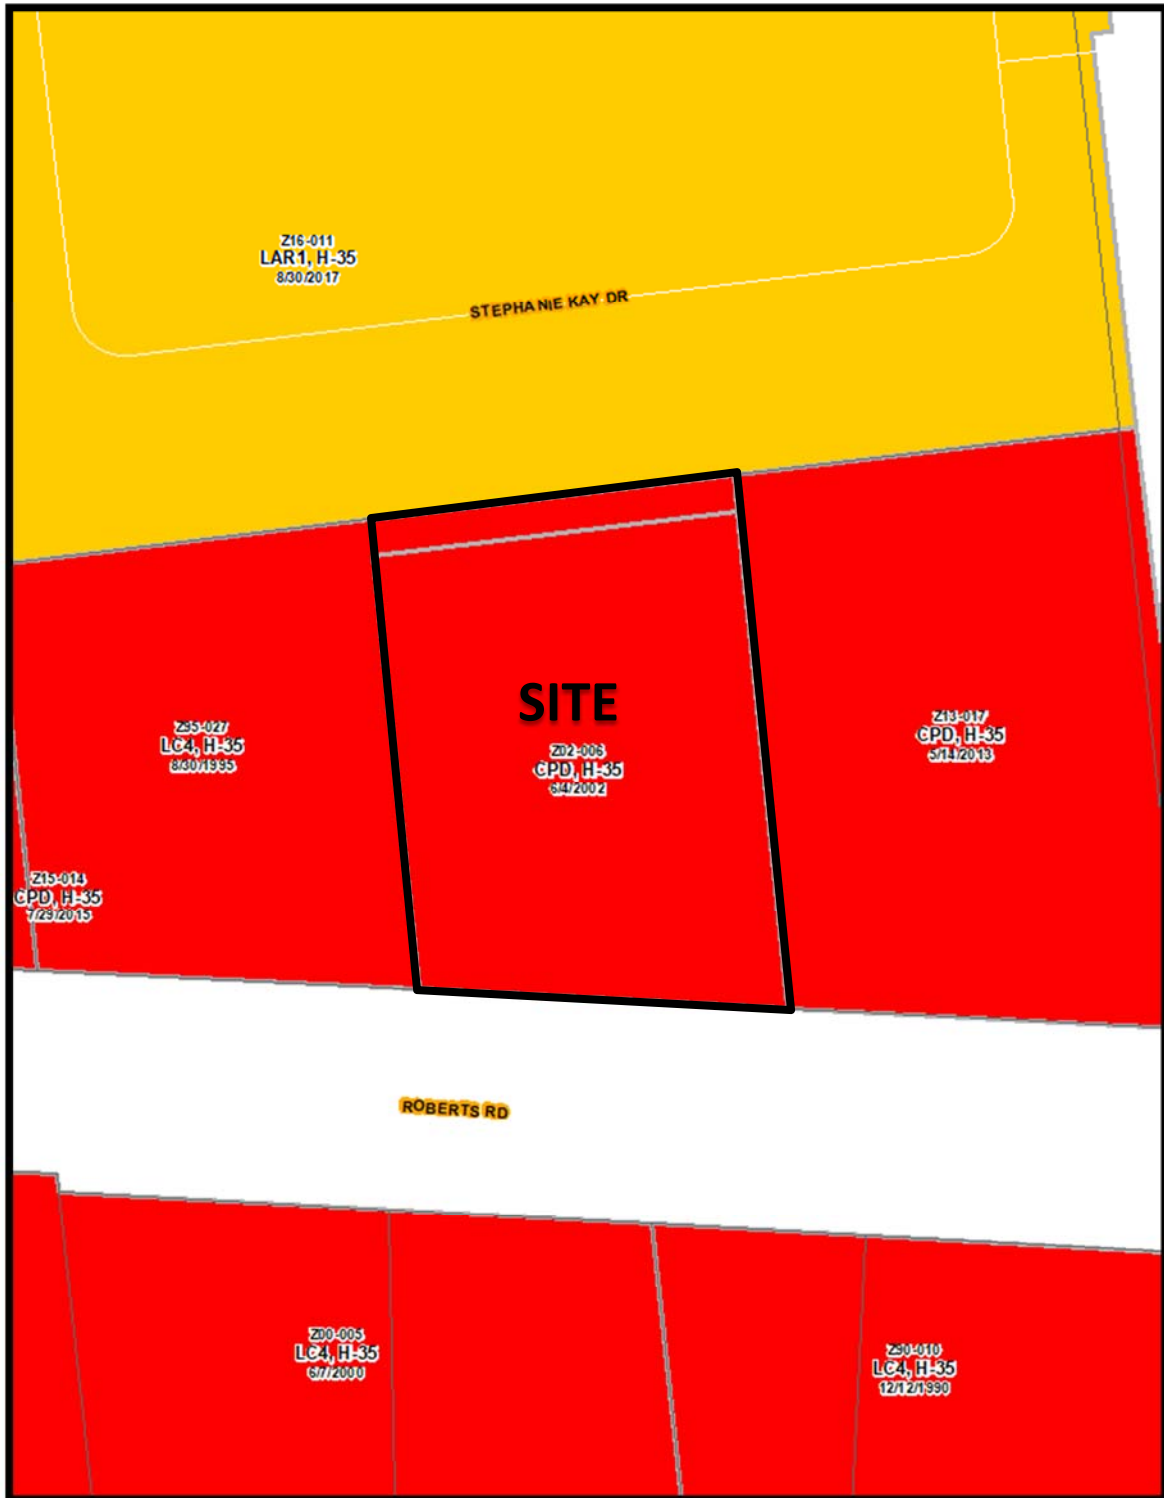 Z16-011
LAR1, H-35
8/30/2017
STEPHANIE KAY DR
SITE
Z95-027
LC4, H-35
8/30/1995
Z02-006
CPD, H-35
6/4/2002
Z13-017
CPD, H-35
5/14/2013
Z15-014
CPD, H-35
7/29/2015
ROBERTS RD
Z00-005
LC4, H-35
6/7/2000
Z90-010
LC4, H-35
12/12/1990